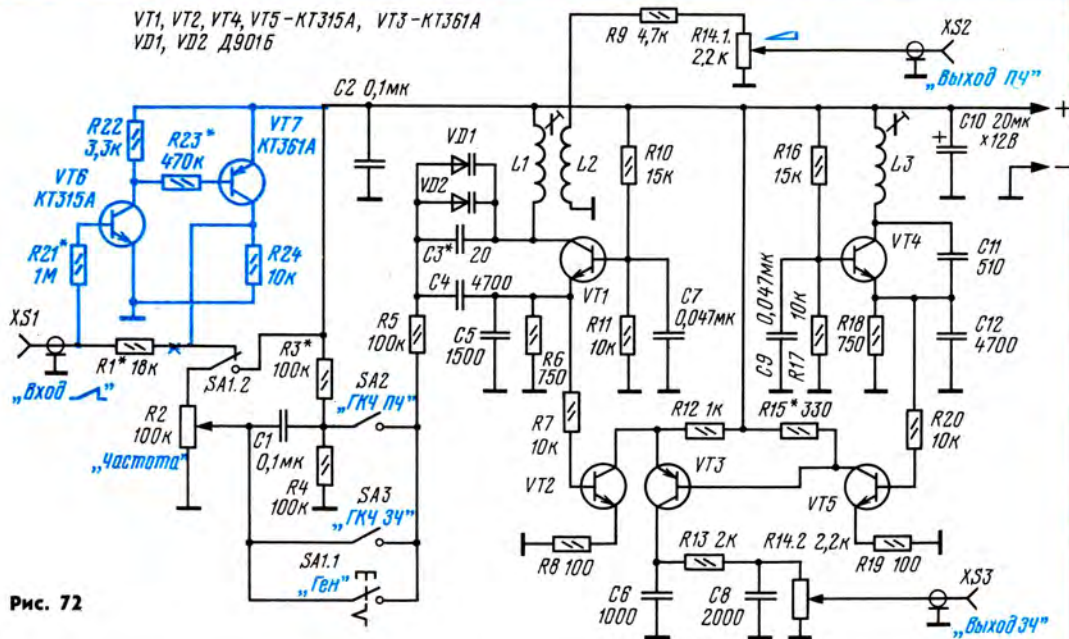 VT1, VT2, VT4, VT5-КТ315А, VT3-КТ361А
VD1, VD2 Д901Б
R9 4,7к
R14.1.
2,2к
XS2
„Выход ПЧ"
C2 0,1мк
R22
3,3к
R23*
470к
VT7
КТ361А
VT6
КТ315А
R21*
1М
R24
10к
VD1
VD2
C3* 20
C4 4700
L1
L2
R10
15к
R16
15к
L3
C10 20мк
×12В
+
+
−
VT1
VT4
C11
510
XS1
„Вход
R1* 18к
SA1.2
R3*
100к
R5
100к
C5
1500
R6
750
R11
10к
C7
0,047мк
C9 0,047мк
R17 10к
R18
750
C12
4700
R2
100к
„Частота"
C1
0,1мк
SA2
„ГКЧ ПЧ"
R4
100к
SA3
„ГКЧ ЗЧ"
SA1.1
„Ген"
R7
10к
R12 1к
R15* 330
R20
10к
VT2
VT3
VT5
R8 100
R13 2к
R14.2 2,2к
R19 100
C6
1000
C8
2000
XS3
„Выход ЗЧ"
Рис. 72